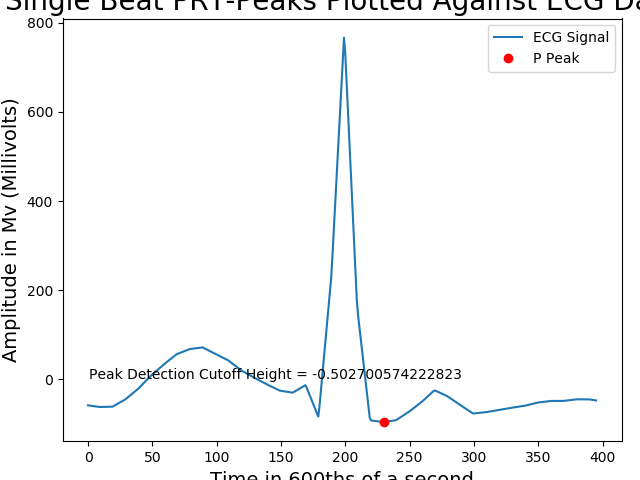 Single Beat PRT-Peaks Plotted Against ECG Da
ECG Signal
P Peak
Amplitude in Mv (Millivolts)
800
600
400
200
0
Peak Detection Cutoff Height = -0.502700574222823
0 50 100 150 200 250 300 350 400
Time in 600ths of a second